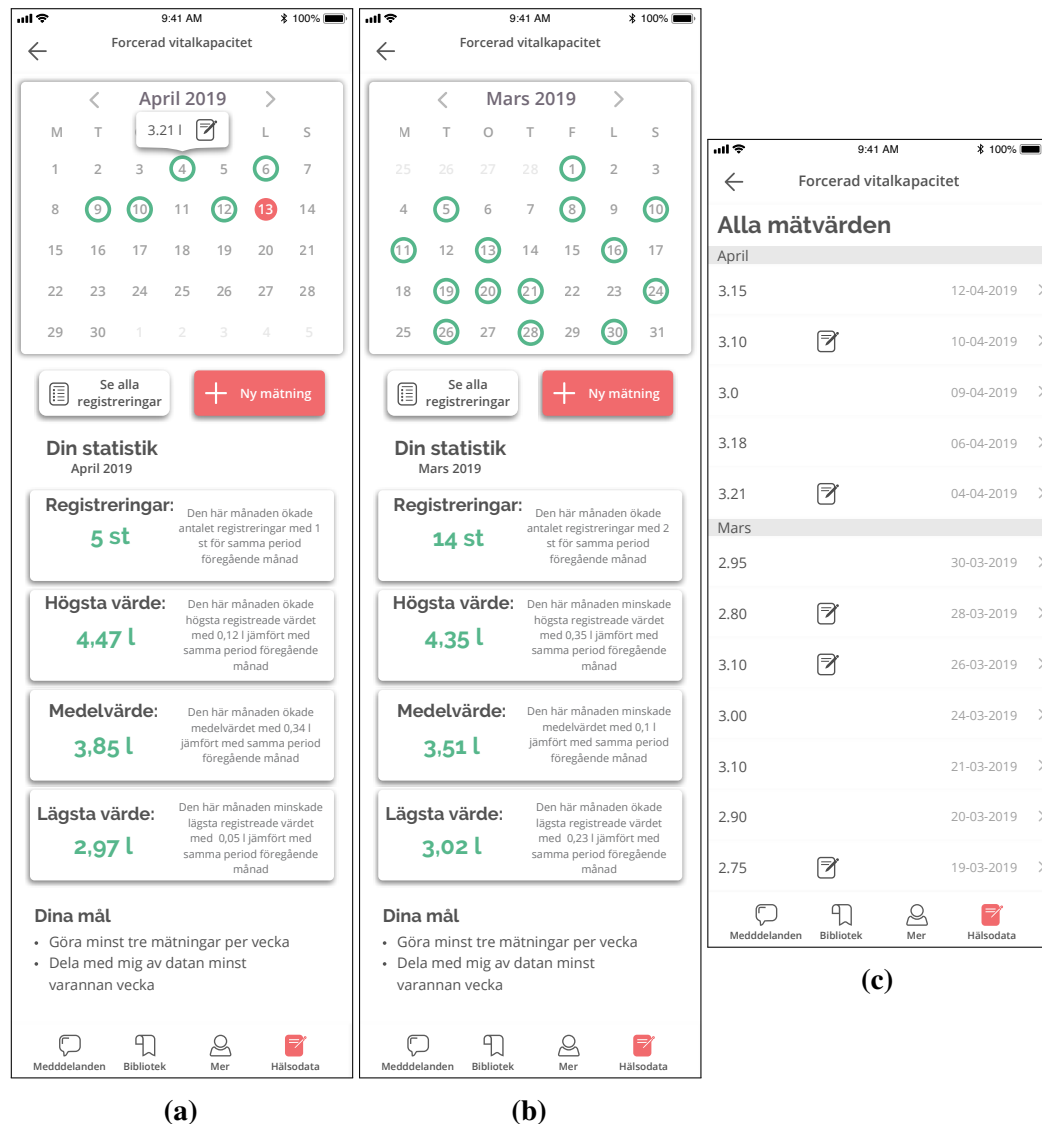 9:41 AM
100%
Forcerad vitalkapacitet
April 2019
3.21 l
M T L S
1 2 3 4 5 6 7
8 9 10 11 12 13 14
15 16 17 18 19 20 21
22 23 24 25 26 27 28
29 30 1 2 3 4 5
Se alla
registreringar
Ny mätning
Din statistik
April 2019
Registreringar:
5 st
Den här månaden ökade
antalet registreringar med 1
st för samma period
föregående månad
Högsta värde:
4,47 l
Den här månaden ökade
högsta registreade värdet
med 0,12 l jämfört med
samma period föregående
månad
Medelvärde:
3,85 l
Den här månaden ökade
medelvärdet med 0,34 l
jämfört med samma period
föregående månad
Lägsta värde:
2,97 l
Den här månaden minskade
lägsta registreade värdet
med 0,05 l jämfört med
samma period föregående
månad
Dina mål
• Göra minst tre mätningar per vecka
• Dela med mig av datan minst
varannan vecka
Medddelanden Bibliotek Mer Hälsodata
(a)
9:41 AM
100%
Forcerad vitalkapacitet
Mars 2019
M T O T F L S
25 26 27 28 1 2 3
4 5 6 7 8 9 10
11 12 13 14 15 16 17
18 19 20 21 22 23 24
25 26 27 28 29 30 31
Se alla
registreringar
Ny mätning
Din statistik
Mars 2019
Registreringar:
14 st
Den här månaden ökade
antalet registreringar med 2
st för samma period
föregående månad
Högsta värde:
4,35 l
Den här månaden minskade
högsta registreade värdet
med 0,35 l jämfört med
samma period föregående
månad
Medelvärde:
3,51 l
Den här månaden minskade
medelvärdet med 0,1 l
jämfört med samma period
föregående månad
Lägsta värde:
3,02 l
Den här månaden ökade
lägsta registreade värdet
med 0,23 l jämfört med
samma period föregående
månad
Dina mål
• Göra minst tre mätningar per vecka
• Dela med mig av datan minst
varannan vecka
Medddelanden Bibliotek Mer Hälsodata
(b)
9:41 AM
100%
Forcerad vitalkapacitet
Alla mätvärden
April
3.15 12-04-2019
3.10 10-04-2019
3.0 09-04-2019
3.18 06-04-2019
3.21 04-04-2019
Mars
2.95 30-03-2019
2.80 28-03-2019
3.10 26-03-2019
3.00 24-03-2019
3.10 21-03-2019
2.90 20-03-2019
2.75 19-03-2019
Medddelanden Bibliotek Mer Hälsodata
(c)